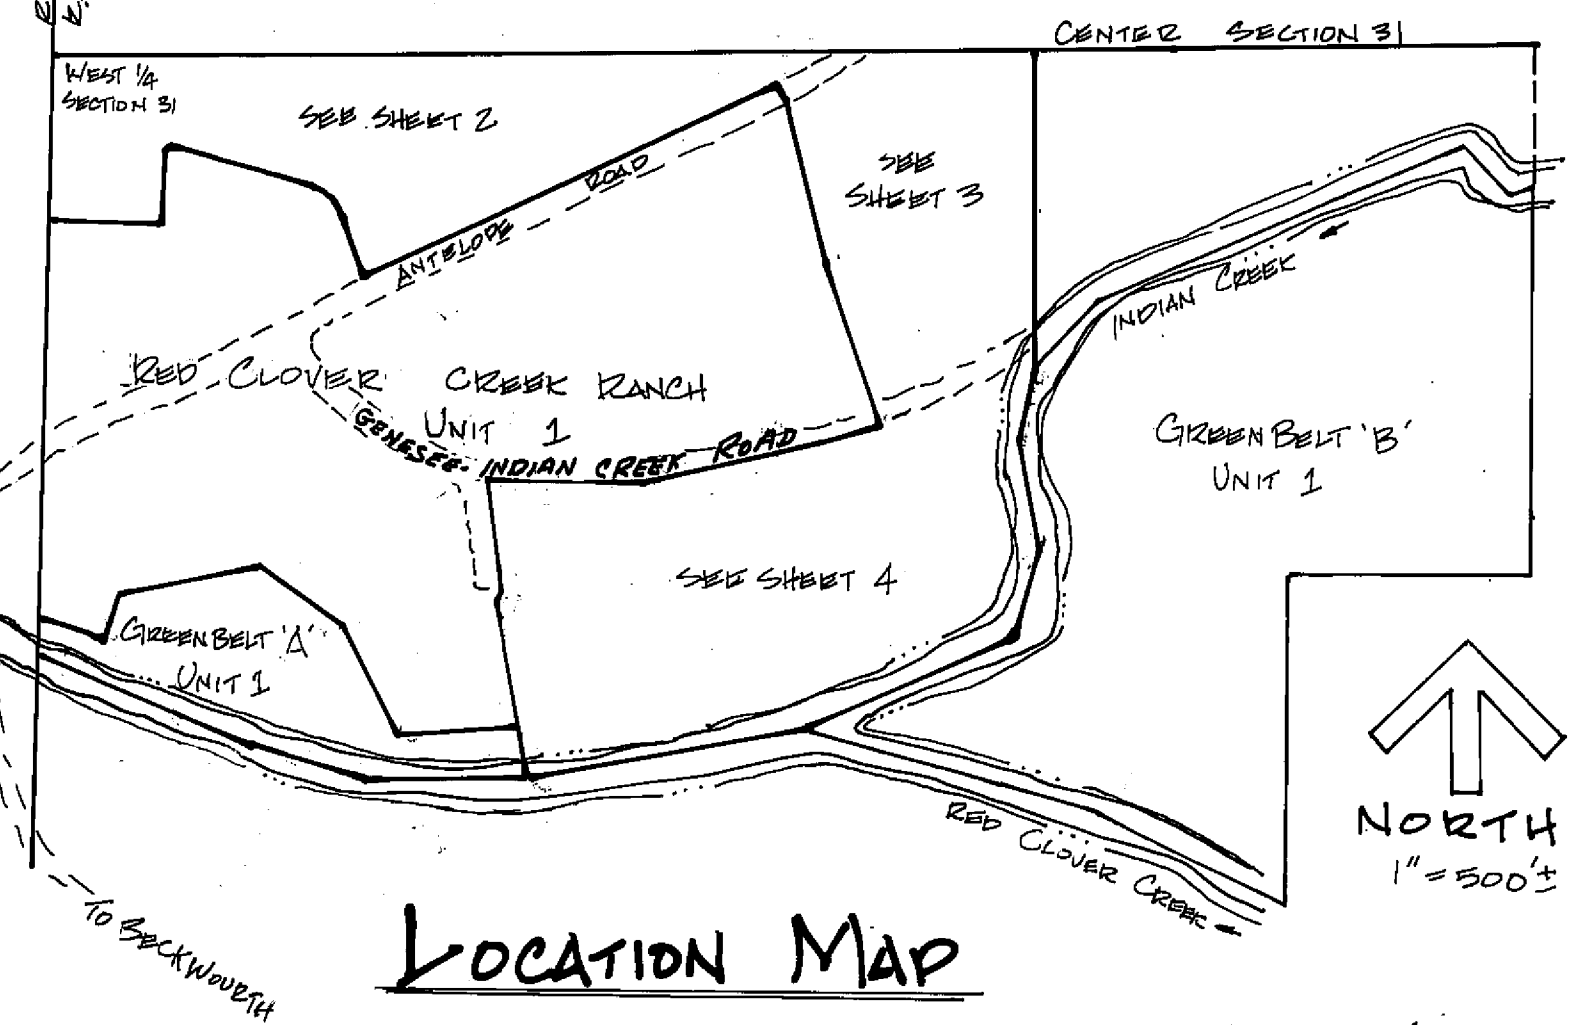 CENTER SECTION 31
WEST 1/4
SECTION 31
SEE SHEET 2
ANTELOPE ROAD
SEE
SHEET 3
INDIAN CREEK
RED CLOVER CREEK RANCH
UNIT 1
GENESEE-INDIAN CREEK ROAD
GREENBELT 'B'
UNIT 1
SEE SHEET 4
GREENBELT 'A'
UNIT 1
RED CLOVER CREEK
NORTH
1" = 500'±
TO BECKWOURTH
LOCATION MAP